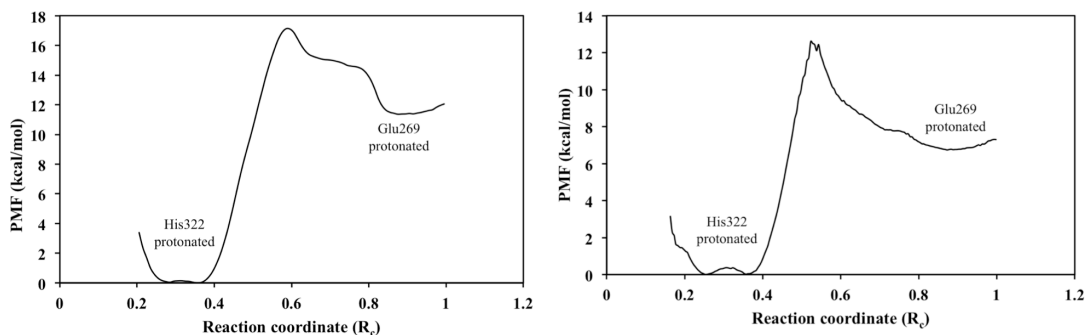 18
16
14
12
10
8
6
4
2
0
PMF (kcal/mol)
His322
protonated
Glu269
protonated
0
0.2
0.4
0.6
0.8
1
1.2
Reaction coordinate (Rc)
14
12
10
8
6
4
2
0
PMF (kcal/mol)
His322
protonated
Glu269
protonated
0
0.2
0.4
0.6
0.8
1
1.2
Reaction coordinate (Rc)